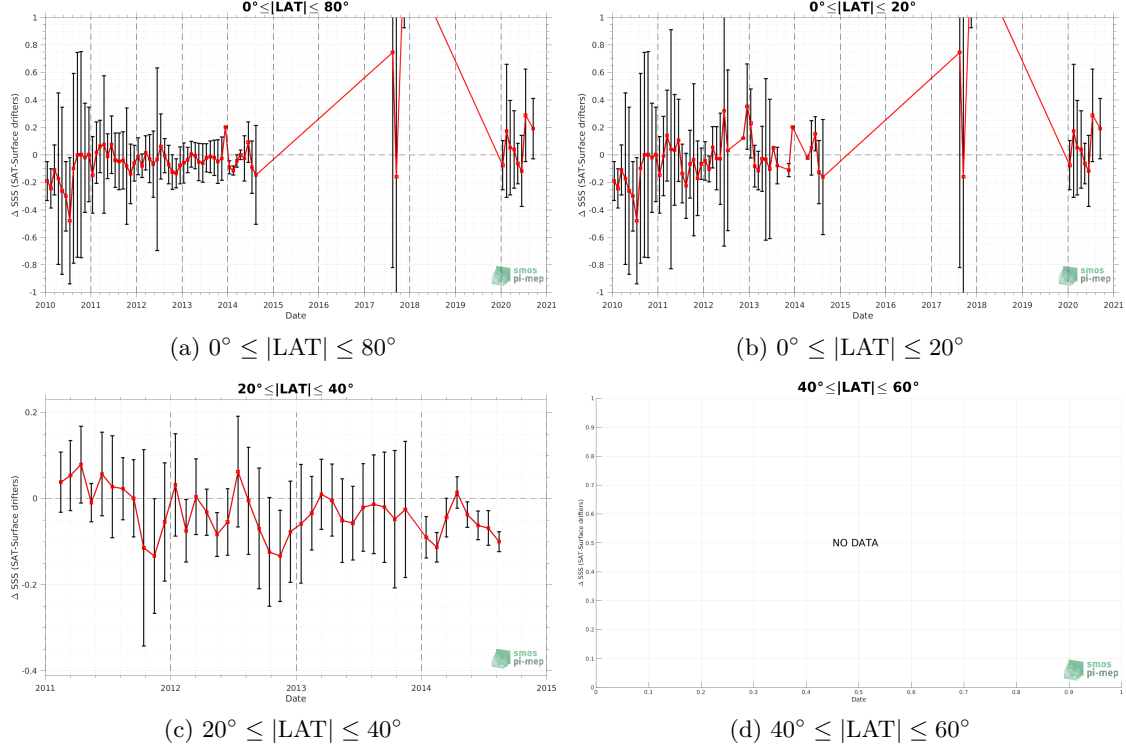 0°≤|LAT|≤ 80°
1
0.8
0.6
0.4
0.2
0
-0.2
-0.4
-0.6
-0.8
-1
Δ SSS (SAT-Surface drifters)
2010 2011 2012 2013 2014 2015 2016 2017 2018 2019 2020 2021
Date
smos
pi-mep
(a) 0° ≤ |LAT| ≤ 80°
0°≤|LAT|≤ 20°
1
0.8
0.6
0.4
0.2
0
-0.2
-0.4
-0.6
-0.8
-1
Δ SSS (SAT-Surface drifters)
2010 2011 2012 2013 2014 2015 2016 2017 2018 2019 2020 2021
Date
smos
pi-mep
(b) 0° ≤ |LAT| ≤ 20°
20°≤|LAT|≤ 40°
0.2
0
-0.2
-0.4
Δ SSS (SAT-Surface drifters)
2011 2012 2013 2014 2015
Date
smos
pi-mep
(c) 20° ≤ |LAT| ≤ 40°
40°≤|LAT|≤ 60°
1
0.9
0.8
0.7
0.6
0.5
0.4
0.3
0.2
0.1
0
Δ SSS (SAT-Surface drifters)
NO DATA
0 0.1 0.2 0.3 0.4 0.5 0.6 0.7 0.8 0.9 1
Date
smos
pi-mep
(d) 40° ≤ |LAT| ≤ 60°